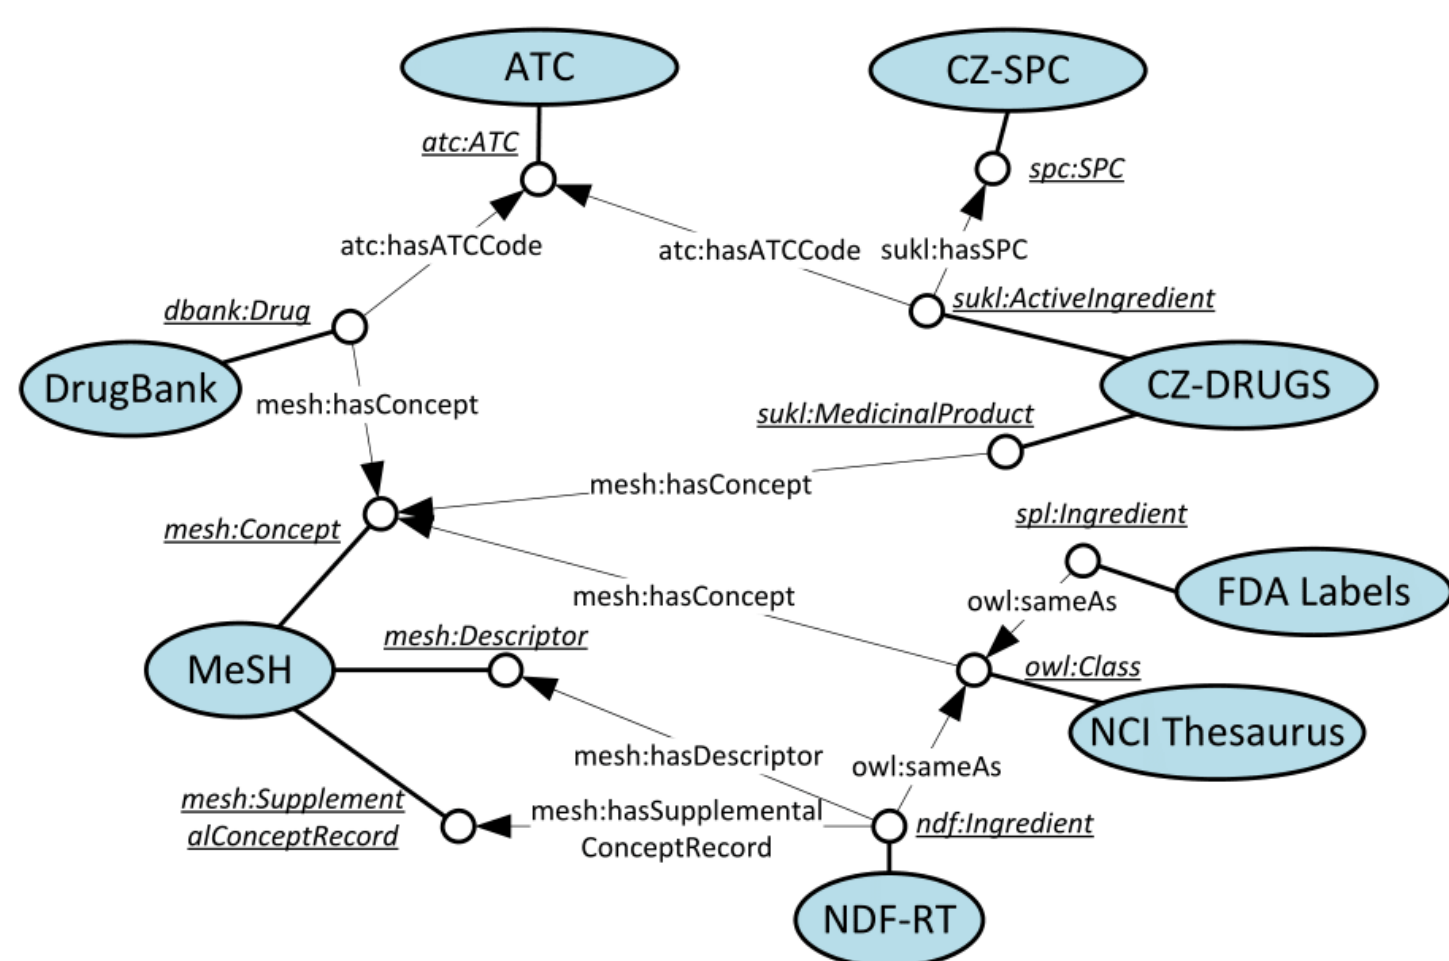 ATC
CZ-SPC
atc:ATC
spc:SPC
atc:hasATCCode
atc:hasATCCode
sukl:hasSPC
dbank:Drug
sukl:ActiveIngredient
DrugBank
CZ-DRUGS
mesh:hasConcept
sukl:MedicinalProduct
mesh:hasConcept
mesh:Concept
spl:Ingredient
FDA Labels
mesh:hasConcept
owl:sameAs
mesh:Descriptor
MeSH
owl:Class
NCI Thesaurus
mesh:hasDescriptor
owl:sameAs
mesh:Supplement
alConceptRecord
mesh:hasSupplemental
ConceptRecord
ndf:Ingredient
NDF-RT